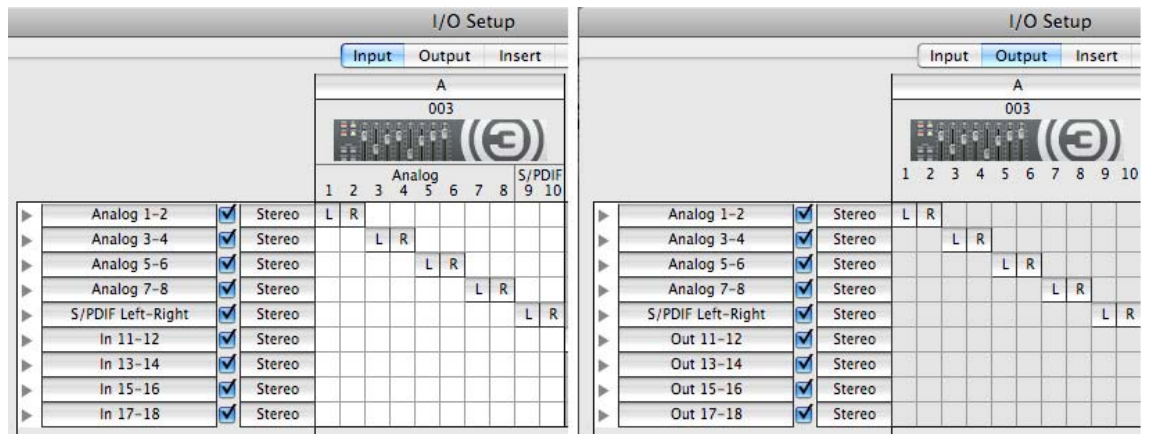 I/O Setup
Input Output Insert
A
003
3
Analog S/PDIF
1 2 3 4 5 6 7 8 9 10
Analog 1-2 Stereo L R
Analog 3-4 Stereo L R
Analog 5-6 Stereo L R
Analog 7-8 Stereo L R
S/PDIF Left-Right Stereo L R
In 11-12 Stereo
In 13-14 Stereo
In 15-16 Stereo
In 17-18 Stereo
I/O Setup
Input Output Insert
A
003
3
1 2 3 4 5 6 7 8 9 10
Analog 1-2 Stereo L R
Analog 3-4 Stereo L R
Analog 5-6 Stereo L R
Analog 7-8 Stereo L R
S/PDIF Left-Right Stereo L R
Out 11-12 Stereo
Out 13-14 Stereo
Out 15-16 Stereo
Out 17-18 Stereo